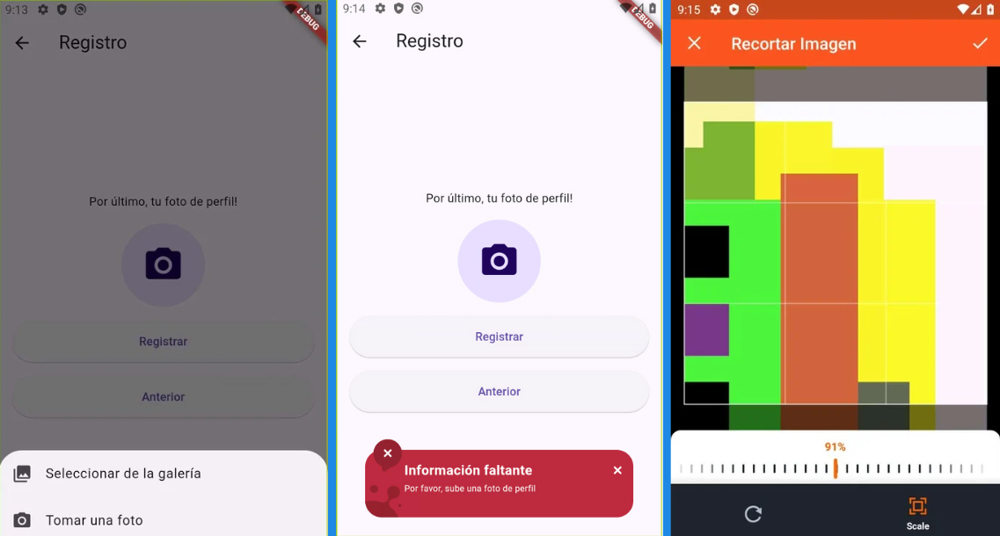 9:13
DEBUG
Registro
Por último, tu foto de perfil!
Registrar
Anterior
Seleccionar de la galería
Tomar una foto
9:14
DEBUG
Registro
Por último, tu foto de perfil!
Registrar
Anterior
Información faltante
Por favor, sube una foto de perfil
9:15
Recortar Imagen
91%
Scale